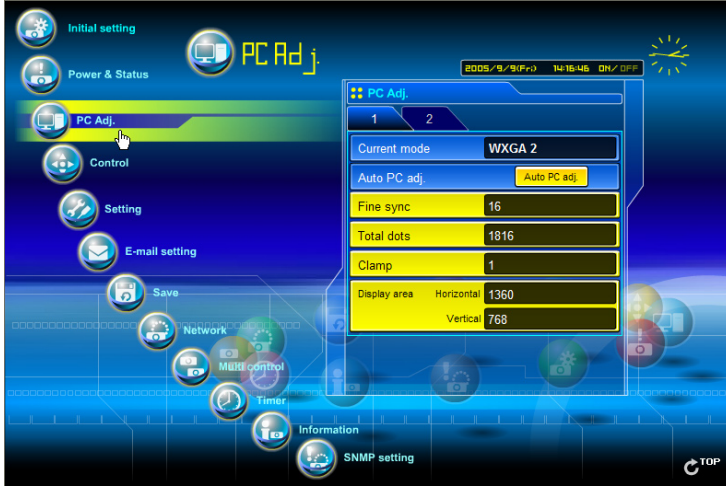 Initial setting
Power & Status
PC Adj.
Control
Setting
E-mail setting
Save
Network
Multi control
Timer
Information
SNMP setting
PC Adj.
2005/9/9(Fri) 14:16:46 ON/OFF
PC Adj.
1 2
Current mode WXGA 2
Auto PC adj. Auto PC adj.
Fine sync 16
Total dots 1816
Clamp 1
Display area Horizontal 1360
Vertical 768
TOP